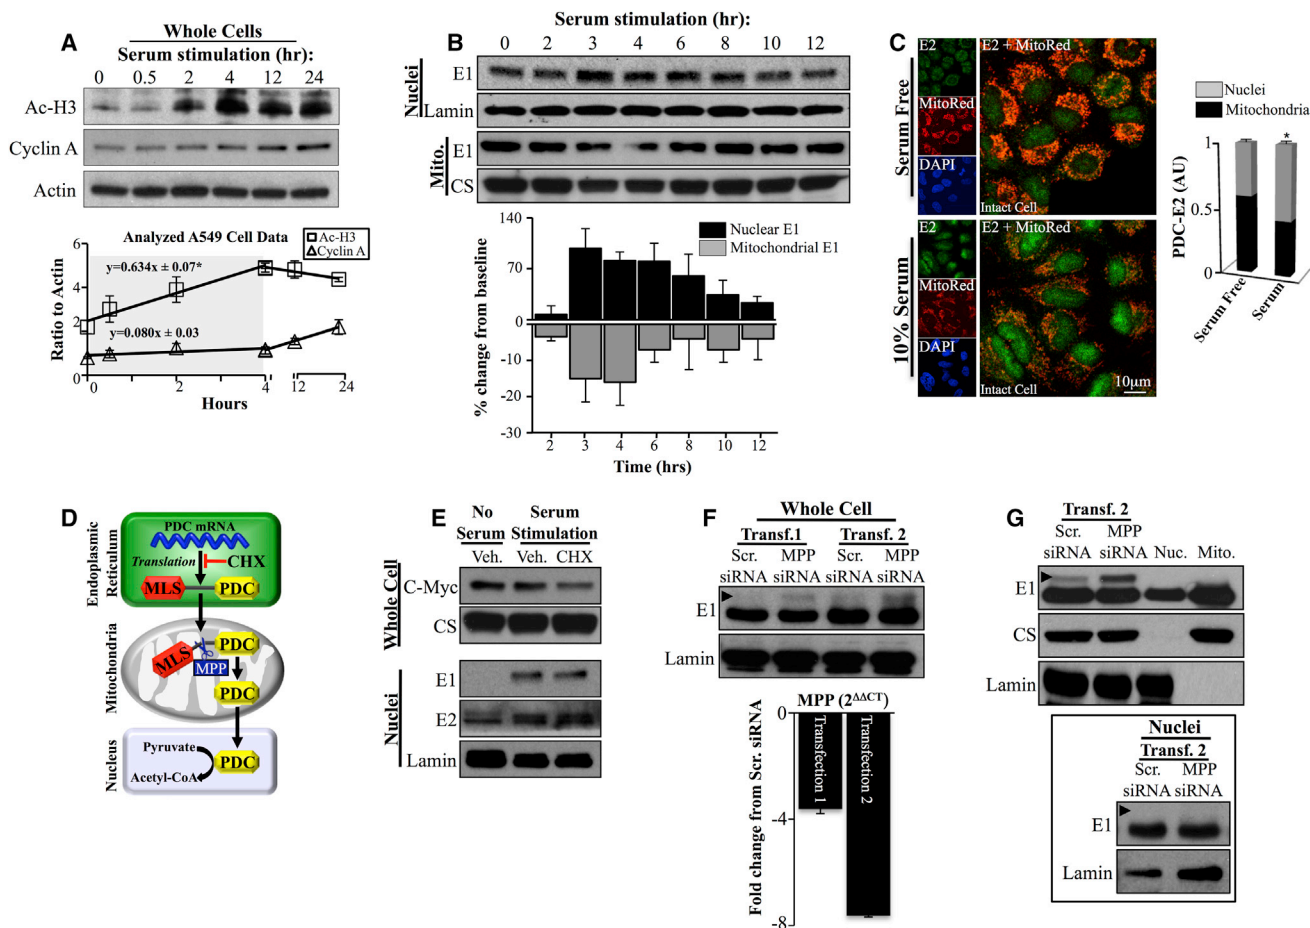 A
Whole Cells
Serum stimulation (hr):
0 0.5 2 4 12 24
Ac-H3
Cyclin A
Actin
Analyzed A549 Cell Data
Ac-H3
Cyclin A
y=0.634x ± 0.07*
y=0.080x ± 0.03
Ratio to Actin
6
4
2
0
0 2 4 12 24
Hours
B
Serum stimulation (hr):
0 2 3 4 6 8 10 12
Nuclei
E1
Lamin
Mito.
E1
CS
Nuclear E1
Mitochondrial E1
% change from baseline
140
70
0
-10
-20
-30
2 3 4 6 8 10 12
Time (hrs)
C
Serum Free
E2
MitoRed
DAPI
E2 + MitoRed
Intact Cell
10% Serum
E2
MitoRed
DAPI
E2 + MitoRed
Intact Cell
10μm
Nuclei
Mitochondria
*
PDC-E2 (AU)
1
0.5
0
Serum Free
Serum
D
Endoplasmic
Reticulum
PDC mRNA
Translation
CHX
MLS
PDC
Mitochondria
MLS
PDC
MPP
PDC
Nucleus
Pyruvate
PDC
Acetyl-CoA
E
No
Serum
Serum
Stimulation
Veh. Veh. CHX
Whole Cell
C-Myc
CS
Nuclei
E1
E2
Lamin
F
Whole Cell
Transf.1 Transf. 2
Scr. MPP Scr. MPP
siRNA siRNA siRNA siRNA
E1
Lamin
MPP (2ΔΔCT)
Fold change from Scr. siRNA
0
-4
-8
Transfection 1
Transfection 2
G
Transf. 2
Scr. MPP
siRNA siRNA Nuc. Mito.
E1
CS
Lamin
Nuclei
Transf. 2
Scr. MPP
siRNA siRNA
E1
Lamin